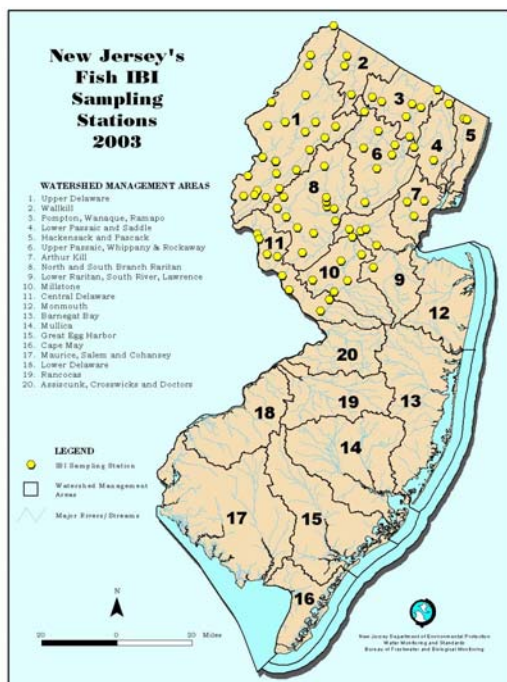 New Jersey's
Fish IBI
Sampling
Stations
2003
WATERSHED MANAGEMENT AREAS
1. Upper Delaware
2. Wallkill
3. Pompton, Wanaque, Ramapo
4. Lower Passaic and Saddle
5. Hackensack and Pascack
6. Upper Passaic, Whippany & Rockaway
7. Arthur Kill
8. North and South Branch Raritan
9. Lower Raritan, South River, Lawrence
10. Millstone
11. Central Delaware
12. Monmouth
13. Barnegat Bay
14. Mullica
15. Great Egg Harbor
16. Cape May
17. Maurice, Salem and Cohansey
18. Lower Delaware
19. Rancocas
20. Assiscunk, Crosswicks and Doctors
LEGEND
IBI Sampling Station
Watershed Management
Areas
Major Rivers/Streams
N
20 0 20 Miles
2
3
1
5
4
6
8
7
11
10
9
12
20
18
19
13
14
17
15
16
New Jersey Department of Environmental Protection
Water Monitoring and Standards
Bureau of Freshwater and Biological Monitoring